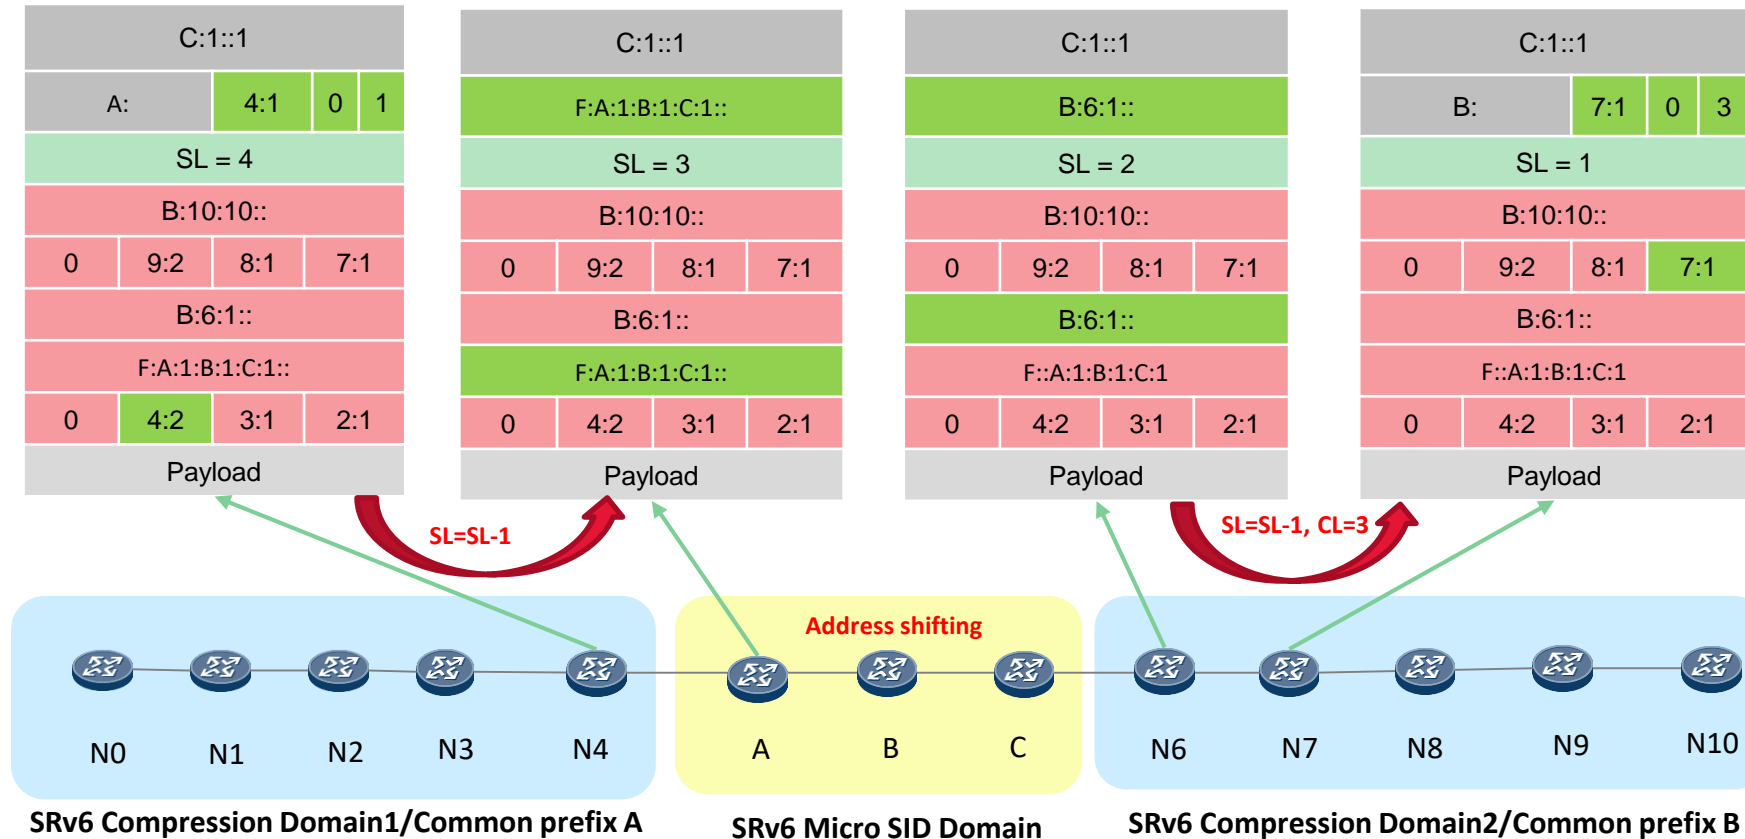 C:1::1
A: 4:1 0 1
SL = 4
B:10:10::
0 9:2 8:1 7:1
B:6:1::
F:A:1:B:1:C:1::
0 4:2 3:1 2:1
Payload
C:1::1
F:A:1:B:1:C:1::
SL = 3
B:10:10::
0 9:2 8:1 7:1
B:6:1::
F:A:1:B:1:C:1::
0 4:2 3:1 2:1
Payload
C:1::1
B:6:1::
SL = 2
B:10:10::
0 9:2 8:1 7:1
B:6:1::
F::A:1:B:1:C:1
0 4:2 3:1 2:1
Payload
C:1::1
B: 7:1 0 3
SL = 1
B:10:10::
0 9:2 8:1 7:1
B:6:1::
F::A:1:B:1:C:1
0 4:2 3:1 2:1
Payload
SL=SL-1
SL=SL-1, CL=3
Address shifting
N0 N1 N2 N3 N4 A B C N6 N7 N8 N9 N10
SRv6 Compression Domain1/Common prefix A
SRv6 Micro SID Domain
SRv6 Compression Domain2/Common prefix B